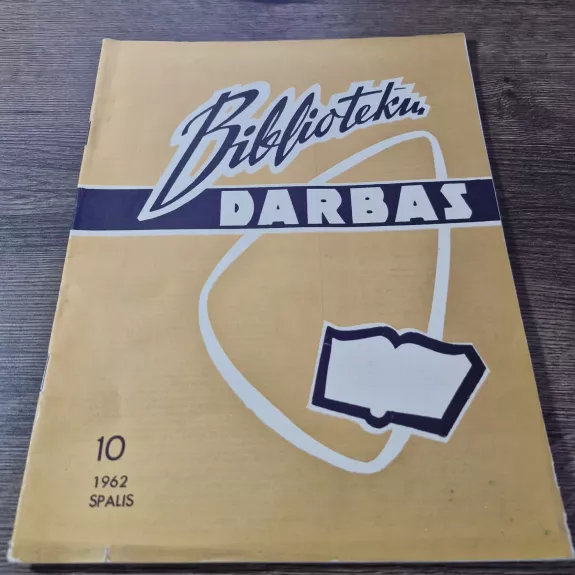 Bibliotekų
DARBAS
10
1962
SPALIS